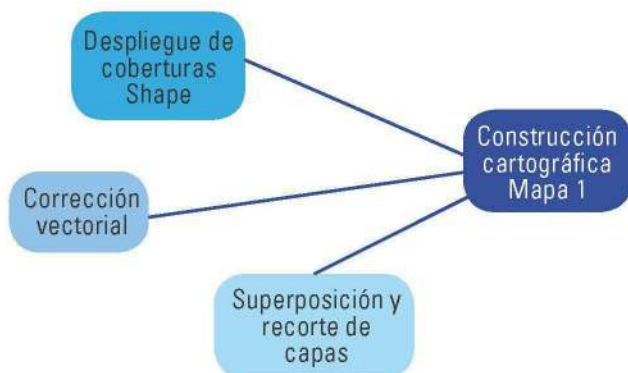 Despliegue de
coberturas
Shape
Construcción
cartográfica
Mapa 1
Corrección
vectorial
Superposición y
recorte de
capas